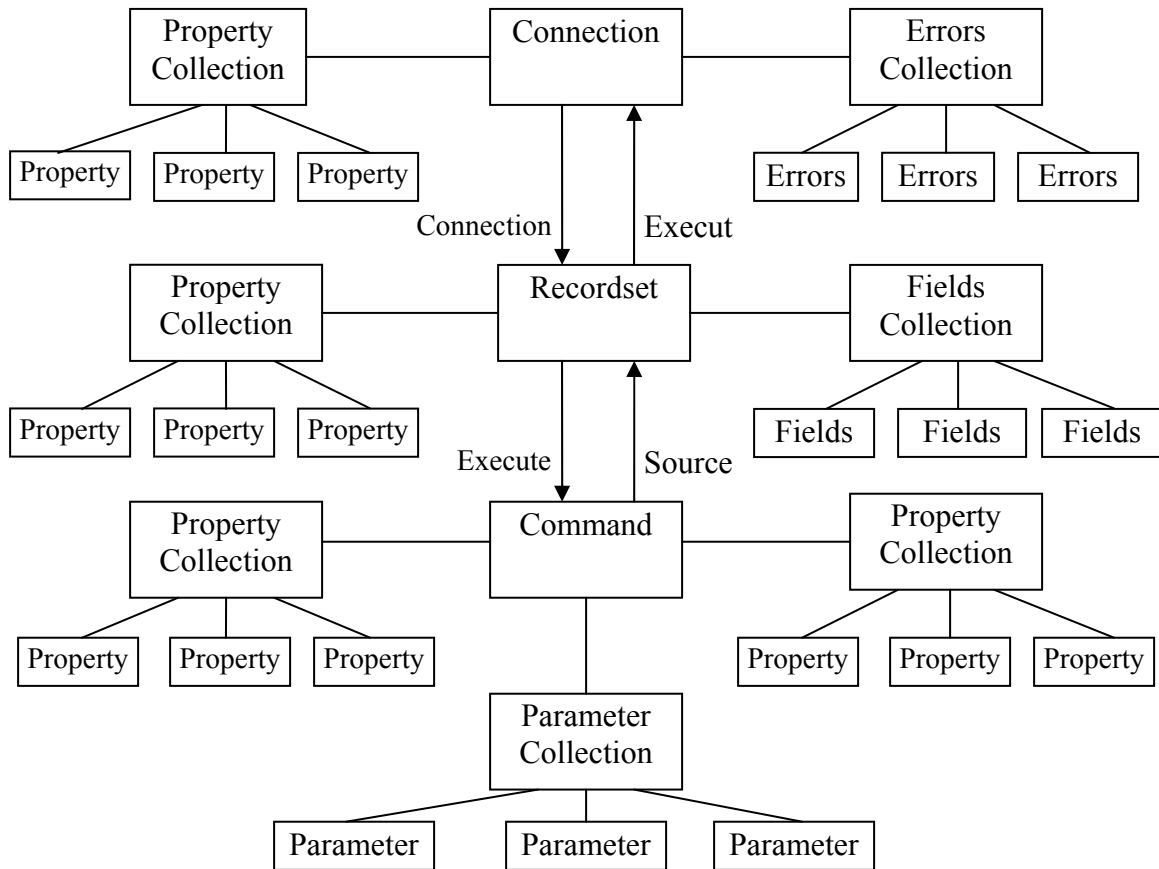 Property
Collection
Connection
Errors
Collection
Property
Property
Property
Errors
Errors
Errors
Connection
Execut
Property
Collection
Recordset
Fields
Collection
Property
Property
Property
Fields
Fields
Fields
Execute
Source
Property
Collection
Command
Property
Collection
Property
Property
Property
Property
Property
Property
Parameter
Collection
Parameter
Parameter
Parameter